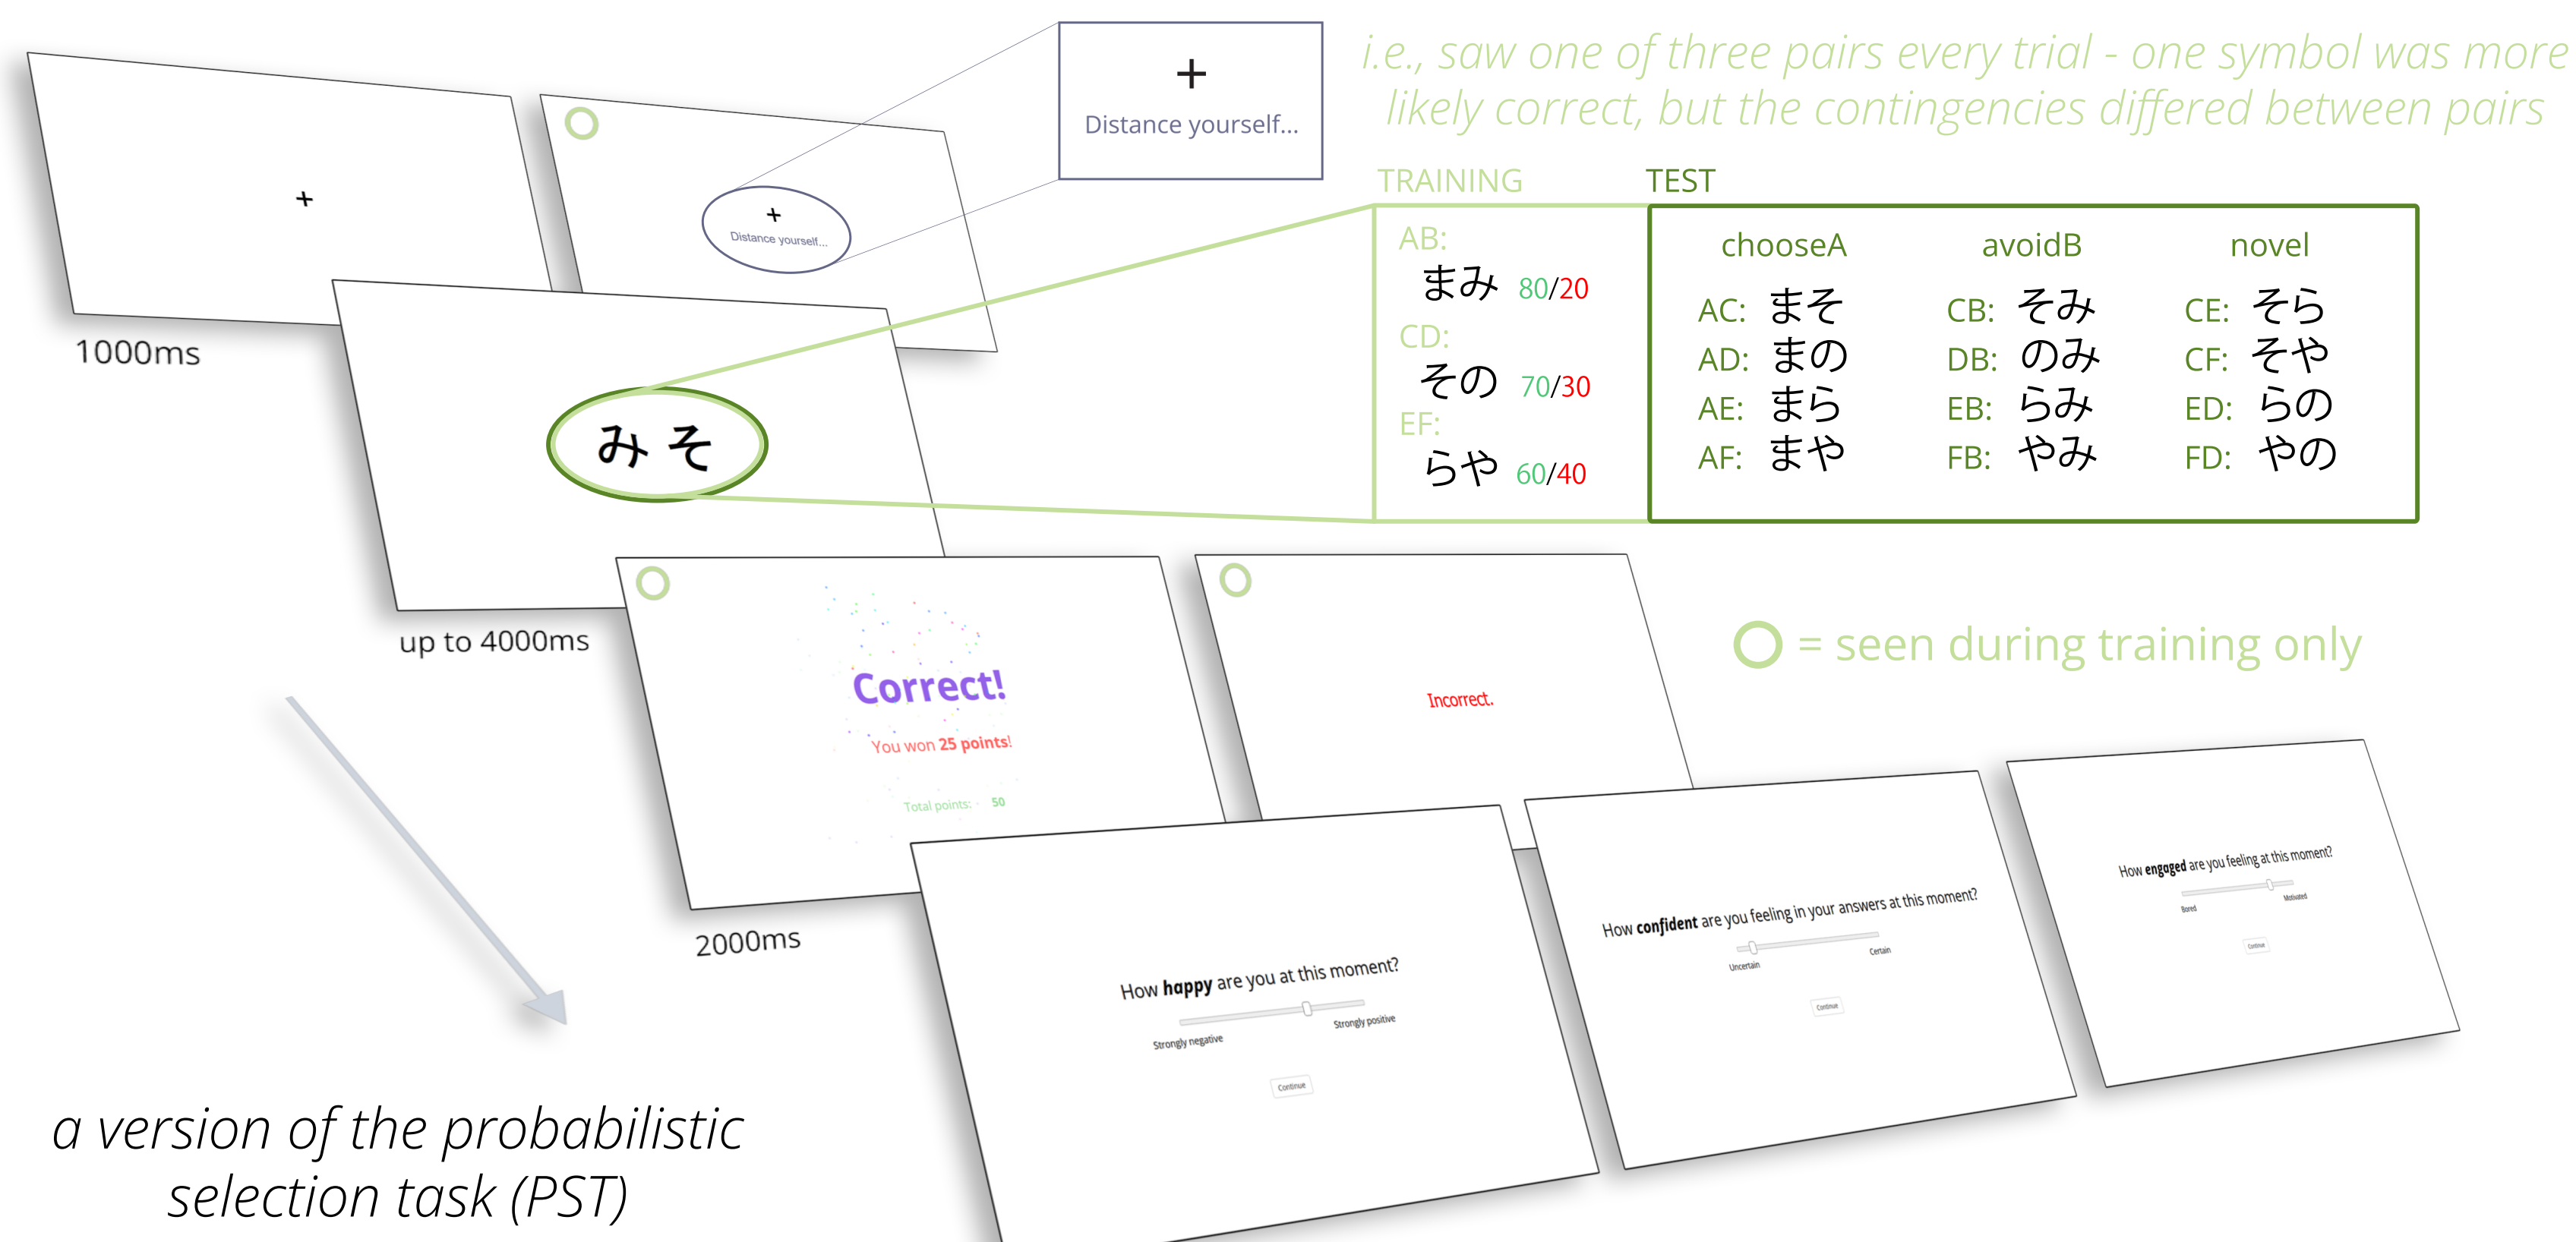 i.e., saw one of three pairs every trial - one symbol was more
likely correct, but the contingencies differed between pairs
+
+
Distance yourself...
+
Distance yourself...
1000ms
みそ
up to 4000ms
TRAINING
AB:
まみ 80/20
CD:
その 70/30
EF:
らや 60/40
TEST
chooseA
AC: まそ
AD: まの
AE: まら
AF: まや
avoidB
CB: そみ
DB: のみ
EB: らみ
FB: やみ
novel
CE: そら
CF: そや
ED: らの
FD: やの
= seen during training only
Correct!
You won 25 points!
Total points: 50
2000ms
Incorrect.
How happy are you at this moment?
Strongly negative Strongly positive
Continue
How confident are you feeling in your answers at this moment?
Uncertain Certain
Continue
How engaged are you feeling at this moment?
Bored Motivated
Continue
a version of the probabilistic
selection task (PST)